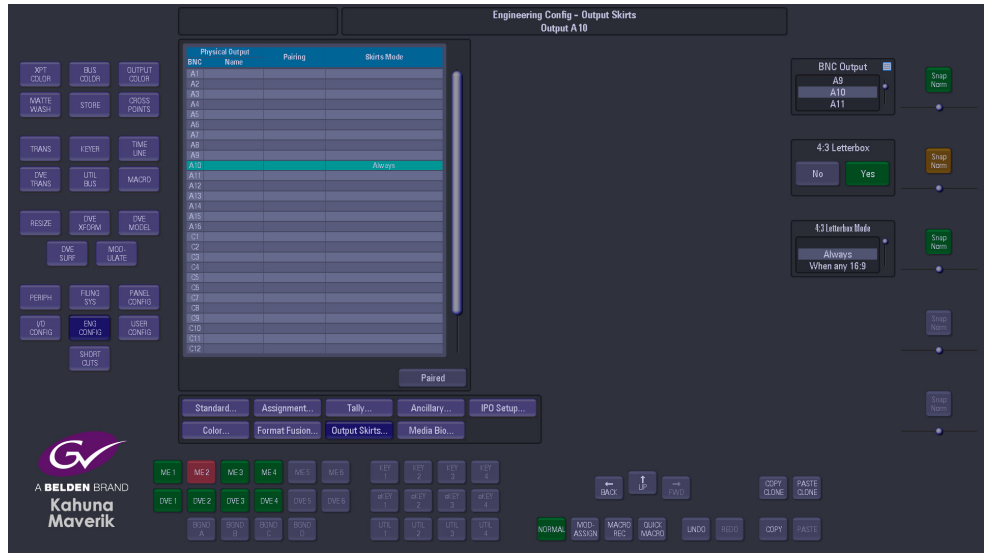 Engineering Config - Output Skirts
Output A10
XPT COLOR
BUS COLOR
OUTPUT COLOR
MATTE WASH
STORE
CROSS POINTS
TRANS
KEYER
TIME LINE
DVE TRANS
UTIL BUS
MACRO
RESIZE
DVE XFORM
DVE MODEL
DVE SURF
MOD- ULATE
PERIPH
FILING SYS
PANEL CONFIG
I/O CONFIG
ENG CONFIG
USER CONFIG
SHORT CUTS
Physical Output
BNC Name Pairing Skirts Mode
A1
A2
A3
A4
A5
A6
A7
A8
A9
A10 Always
A11
A12
A13
A14
A15
A16
C1
C2
C3
C4
C5
C6
C7
C8
C9
C10
C11
C12
Paired
Standard... Assignment... Tally... Ancillary... IPO Setup...
Color... Format Fusion... Output Skirts... Media Bio...
BNC Output
A9
A10
A11
Snap Norm
4:3 Letterbox
No Yes
Snap Norm
4:3 Letterbox Mode
Always
When any 16:9
Snap Norm
Snap Norm
Snap Norm
GV
A BELDEN BRAND
Kahuna
Maverik
ME 1 ME 2 ME 3 ME 4 ME 5 ME 6
DVE 1 DVE 2 DVE 3 DVE 4 DVE 5 DVE 6
BGND A BGND B BGND C BGND D
KEY 1 KEY 2 KEY 3 KEY 4
UTIL 1 UTIL 2 UTIL 3 UTIL 4
BACK UP FWD
COPY CLONE PASTE CLONE
NORMAL MOD- ASSIGN MACRO REC QUICK MACRO UNDO REDO COPY PASTE